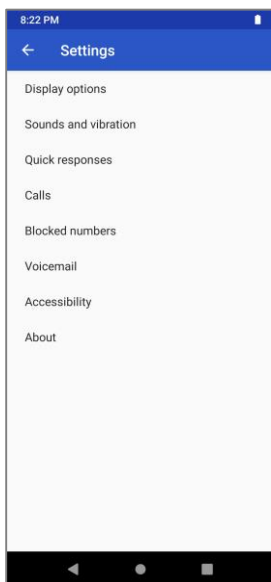 8:22 PM
Settings
Display options
Sounds and vibration
Quick responses
Calls
Blocked numbers
Voicemail
Accessibility
About